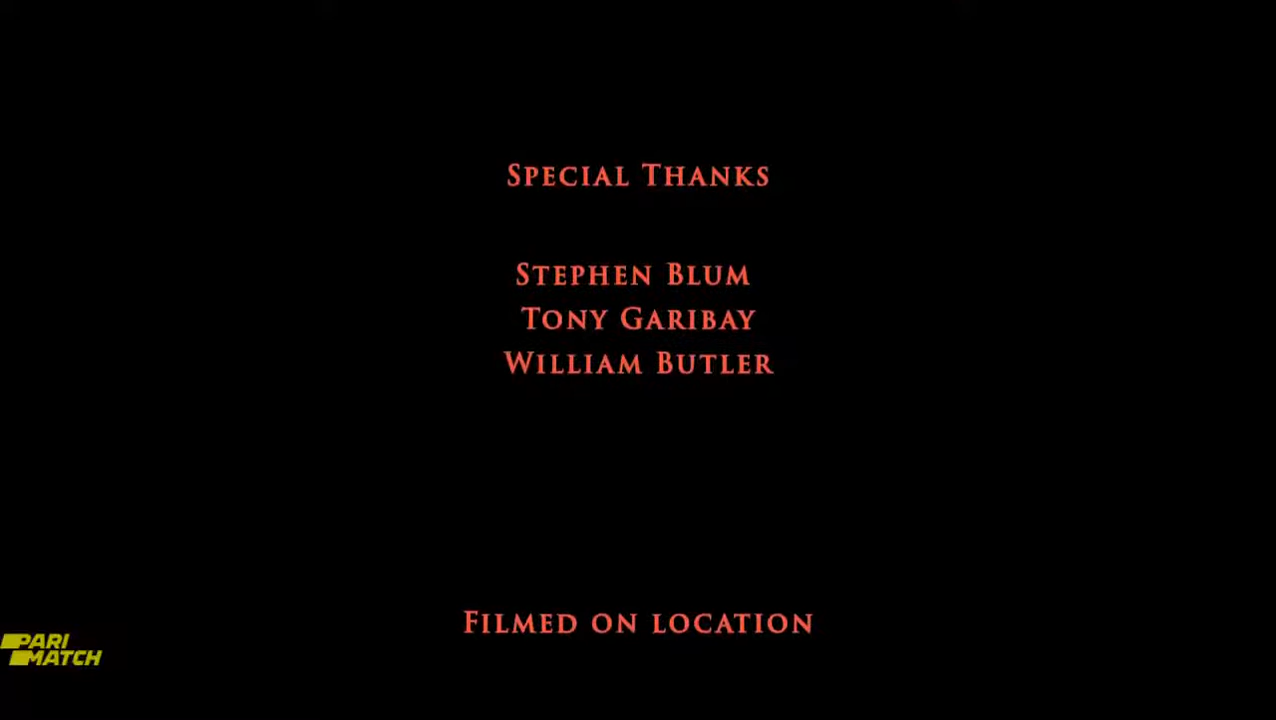 Special Thanks
Stephen Blum
Tony Garibay
William Butler
Filmed on location
PARI
MATCH